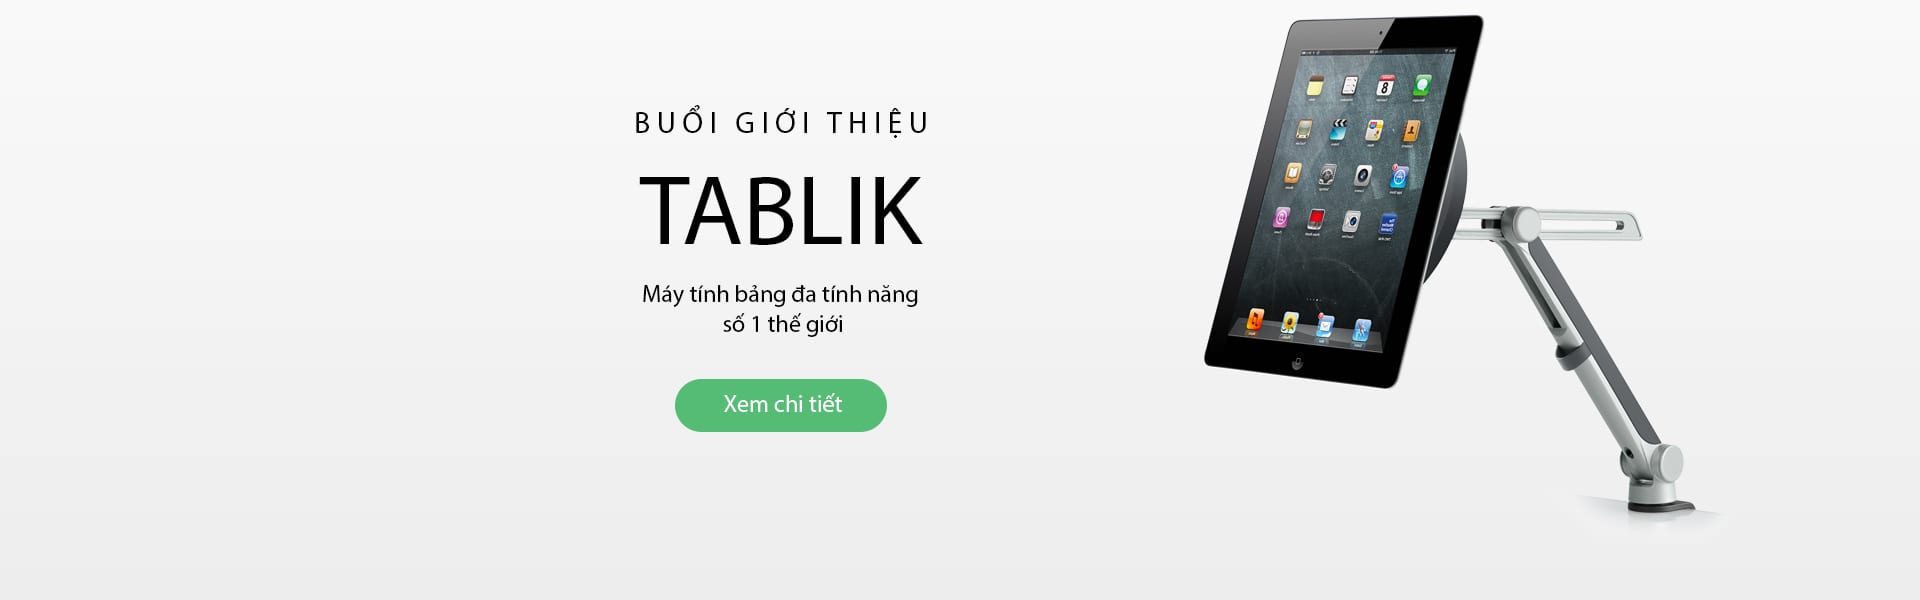 BUỔI GIỚI THIỆU
TABLIK
Máy tính bảng đa tính năng
số 1 thế giới
Xem chi tiết